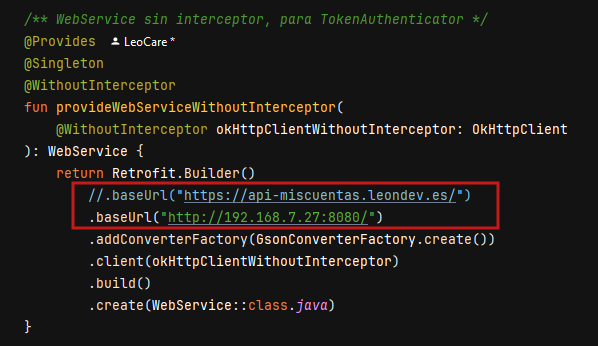 /** WebService sin interceptor, para TokenAuthenticator */
@Provides LeoCare *
@Singleton
@WithoutInterceptor
fun provideWebServiceWithoutInterceptor(
    @WithoutInterceptor okHttpClientWithoutInterceptor: OkHttpClient
): WebService {
    return Retrofit.Builder()
        //.baseUrl("https://api-miscuentas.leondev.es/")
        .baseUrl("http://192.168.7.27:8080/")
        .addConverterFactory(GsonConverterFactory.create())
        .client(okHttpClientWithoutInterceptor)
        .build()
        .create(WebService::class.java)
}